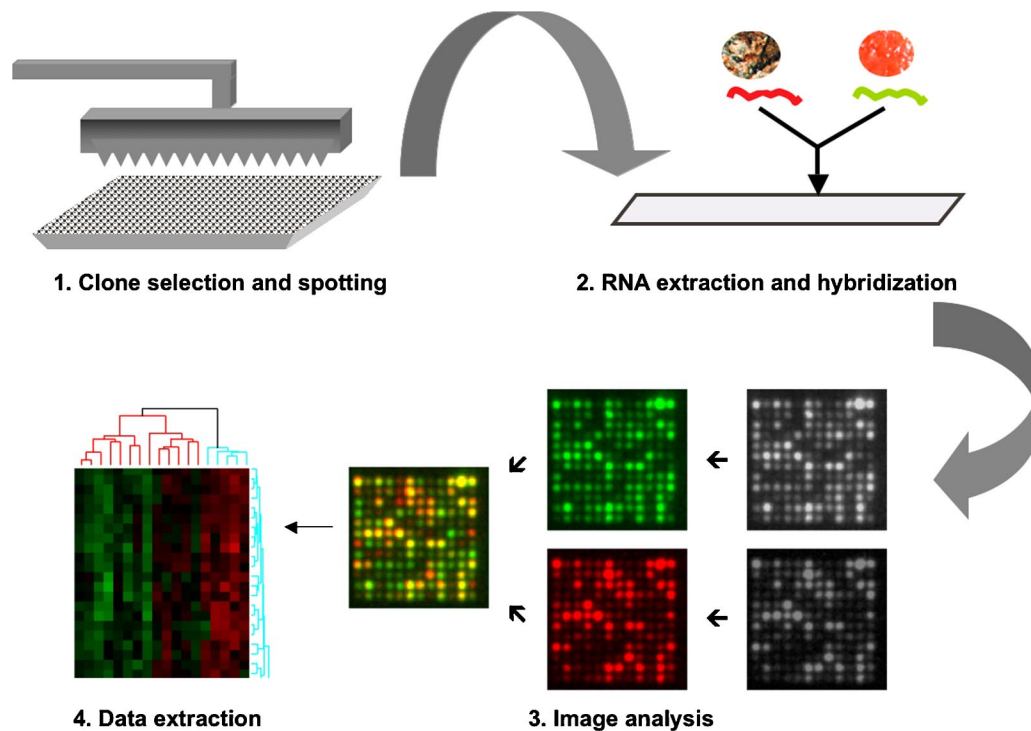 1. Clone selection and spotting
2. RNA extraction and hybridization
4. Data extraction
3. Image analysis